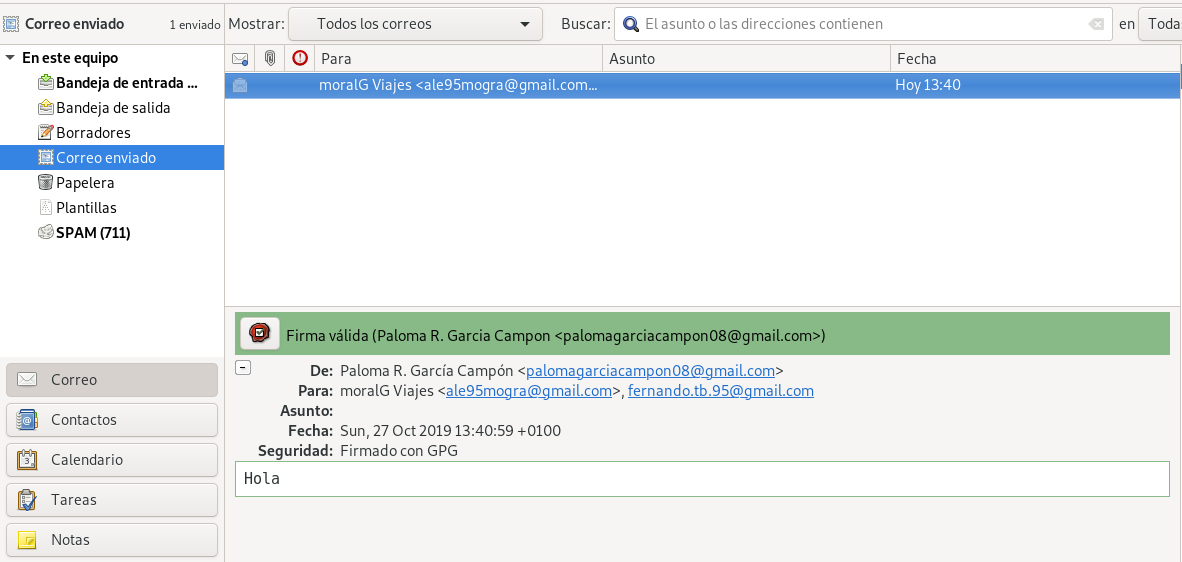 Correo enviado 1 enviado Mostrar: Todos los correos Buscar: El asunto o las direcciones contienen en Toda
En este equipo
Bandeja de entrada ...
Bandeja de salida
Borradores
Correo enviado
Papelera
Plantillas
SPAM (711)
Correo
Contactos
Calendario
Tareas
Notas
Para Asunto Fecha
moralG Viajes <ale95mogra@gmail.com... Hoy 13:40
Firma válida (Paloma R. Garcia Campon <palomagarciacampon08@gmail.com>)
De: Paloma R. García Campón <palomagarciacampon08@gmail.com>
Para: moralG Viajes <ale95mogra@gmail.com>, fernando.tb.95@gmail.com
Asunto:
Fecha: Sun, 27 Oct 2019 13:40:59 +0100
Seguridad: Firmado con GPG
Hola